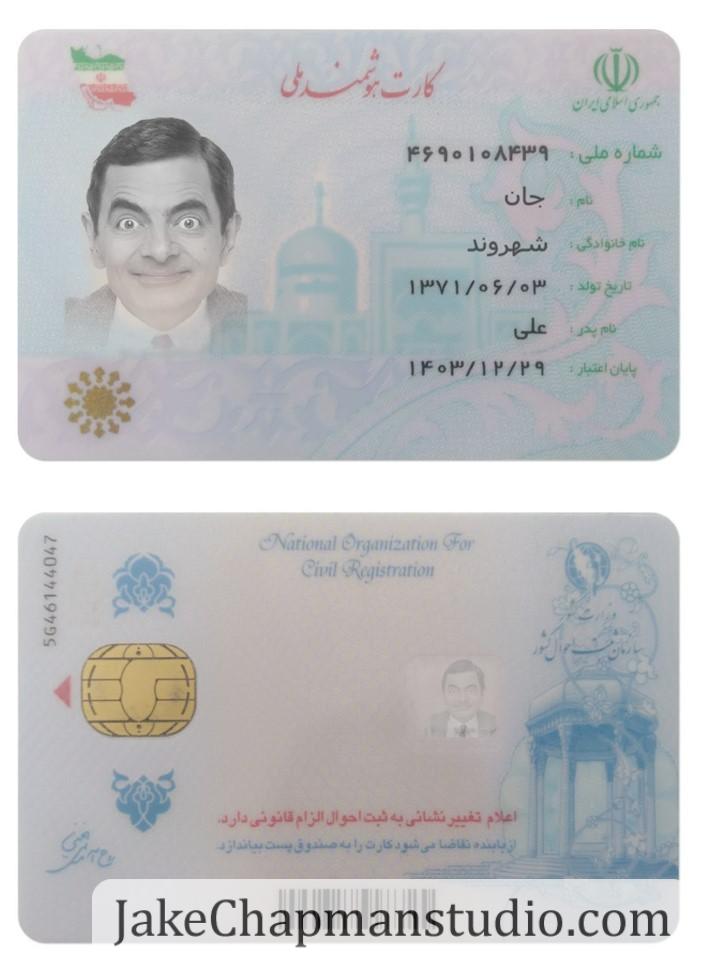 کارت هوشمند ملی
جمهوری اسلامی ایران
شماره ملی: ۴۶۹۰۱۰۸۴۳۹
نام: جان
نام خانوادگی: شهروند
تاریخ تولد: ۱۳۷۱/۰۶/۰۳
نام پدر: علی
پایان اعتبار: ۱۴۰۳/۱۲/۲۹
National Organization For
Civil Registration
5G46144047
وزارت کشور
سازمان ثبت احوال کشور
اعلام تغییر نشانی به ثبت احوال الزام قانونی دارد.
از یابنده تقاضا می شود کارت را به صندوق پست بیاندازد.
JakeChapmanstudio.com